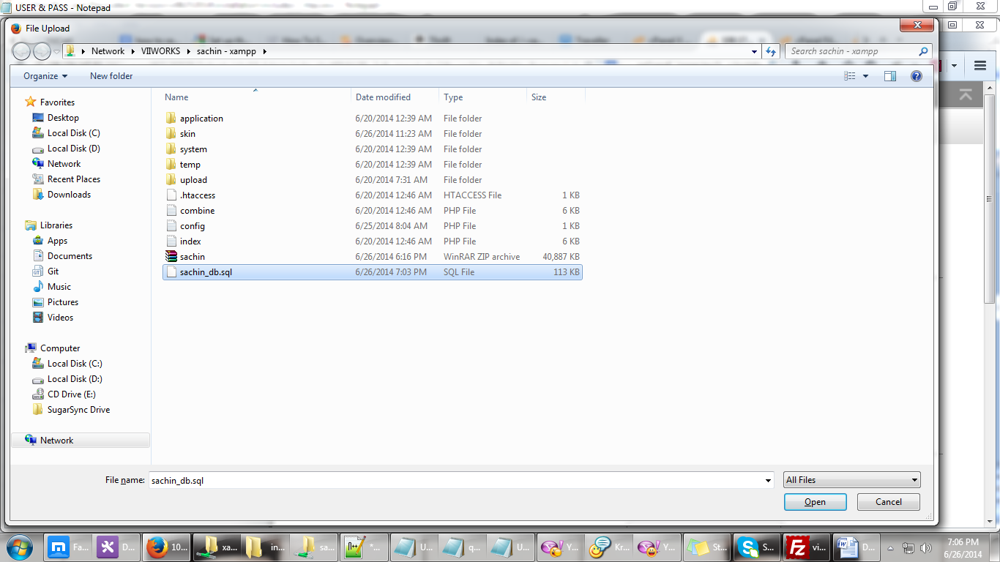 USER & PASS - Notepad
File Upload
Network VIIWORKS sachin - xampp Search sachin - xampp
Organize New folder
Name Date modified Type Size
Favorites
Desktop
Local Disk (C)
Local Disk (D)
Network
Recent Places
Downloads
Libraries
Apps
Documents
Git
Music
Pictures
Videos
Computer
Local Disk (C:)
Local Disk (D:)
CD Drive (E:)
SugarSync Drive
Network
application 6/20/2014 12:39 AM File folder
skin 6/26/2014 11:23 AM File folder
system 6/20/2014 12:39 AM File folder
temp 6/20/2014 12:39 AM File folder
upload 6/20/2014 7:31 AM File folder
.htaccess 6/20/2014 12:46 AM HTACCESS File 1 KB
combine 6/20/2014 12:46 AM PHP File 6 KB
config 6/25/2014 8:04 AM PHP File 1 KB
index 6/20/2014 12:46 AM PHP File 6 KB
sachin 6/26/2014 6:16 PM WinRAR ZIP archive 40,887 KB
sachin_db.sql 6/26/2014 7:03 PM SQL File 113 KB
File name: sachin_db.sql All Files
Open Cancel
Fa... D... 10... xa... in... sa... *... U... q... U... Y... Kr... Y... St... S... vi... D... 7:06 PM
6/26/2014